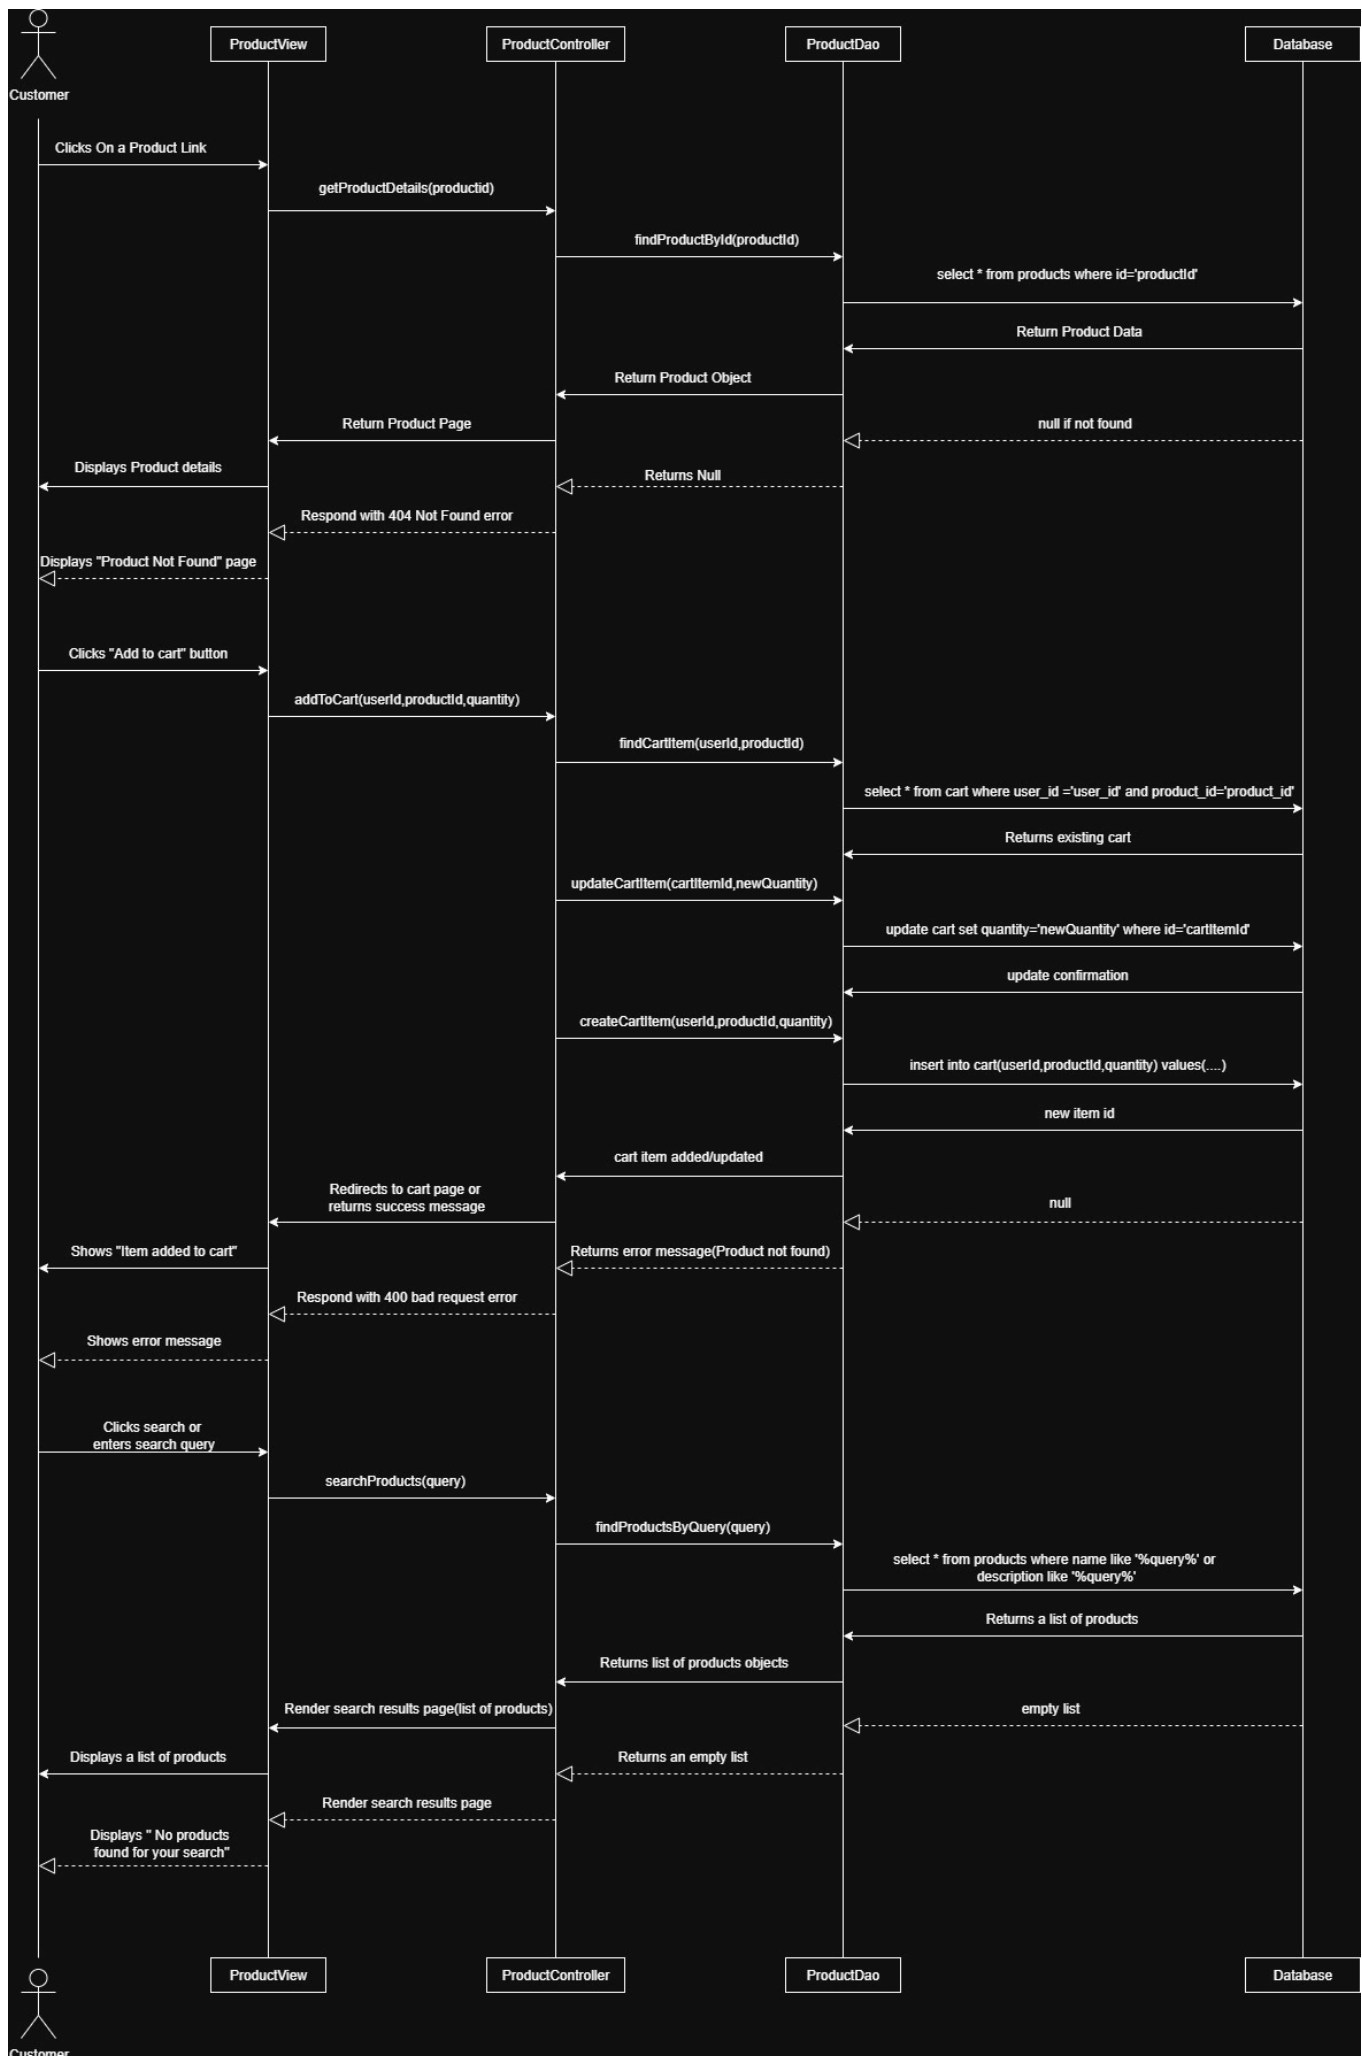 ProductView
ProductController
ProductDao
Database
Customer
Clicks On a Product Link
getProductDetails(productid)
findProductById(productId)
select * from products where id='productId'
Return Product Data
Return Product Object
Return Product Page
null if not found
Displays Product details
Returns Null
Respond with 404 Not Found error
Displays "Product Not Found" page
Clicks "Add to cart" button
addToCart(userId,productId,quantity)
findCartItem(userId,productId)
select * from cart where user_id ='user_id' and product_id='product_id'
Returns existing cart
updateCartItem(cartItemId,newQuantity)
update cart set quantity='newQuantity' where id='cartItemId'
update confirmation
createCartItem(userId,productId,quantity)
insert into cart(userId,productId,quantity) values(....)
new item id
cart item added/updated
Redirects to cart page or
returns success message
null
Shows "Item added to cart"
Returns error message(Product not found)
Respond with 400 bad request error
Shows error message
Clicks search or
enters search query
searchProducts(query)
findProductsByQuery(query)
select * from products where name like '%query%' or
description like '%query%'
Returns a list of products
Returns list of products objects
Render search results page(list of products)
empty list
Displays a list of products
Returns an empty list
Render search results page
Displays " No products
found for your search"
ProductView
ProductController
ProductDao
Database
Customer